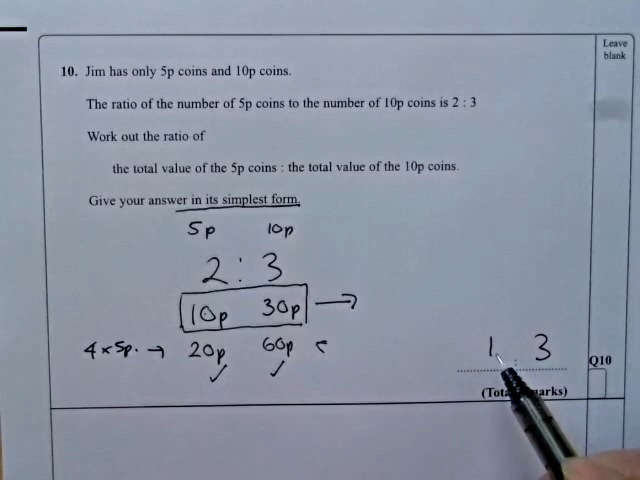 Leave
blank
10. Jim has only 5p coins and 10p coins.
The ratio of the number of 5p coins to the number of 10p coins is 2 : 3
Work out the ratio of
the total value of the 5p coins : the total value of the 10p coins.
Give your answer in its simplest form.
5p 10p
2 : 3
10p 30p →
4 × 5p. → 20p 60p
✓ ✓
1 : 3
Q10
(Total